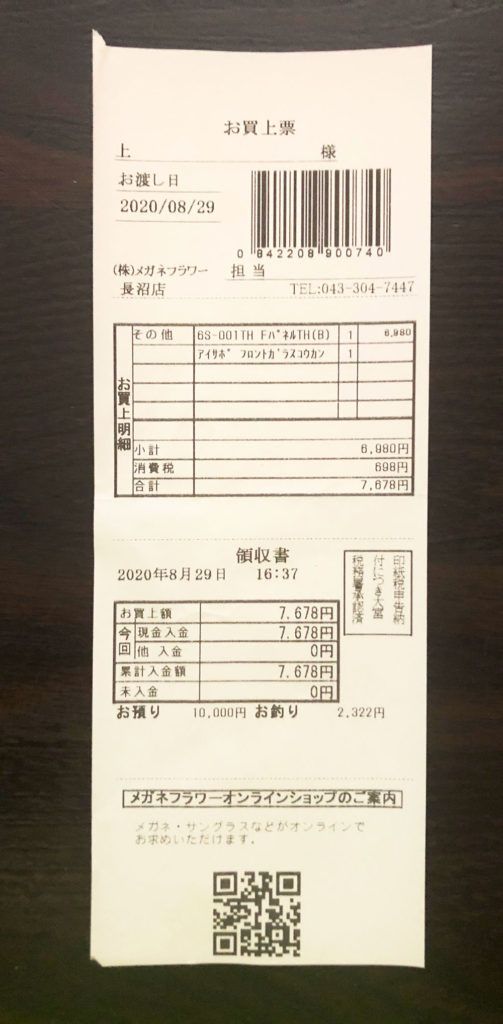 お買上票
上 様
お渡し日
2020/08/29
0 842208 900740
(株)メガネフラワー 担当
長沼店 TEL:043-304-7447
お買上明細
その他 6S-001TH FパネルTH(B) 1 6,980
アイサポ フロントガラスコウカン 1
小計 6,980円
消費税 698円
合計 7,678円
領収書
2020年8月29日 16:37
印紙税申告納
付につき大宮
税務署承認済
お買上額 7,678円
今回 現金入金 7,678円
他 入金 0円
累計入金額 7,678円
未入金 0円
お預り 10,000円 お釣り 2,322円
メガネフラワーオンラインショップのご案内
メガネ・サングラスなどがオンラインで
お求めいただけます。